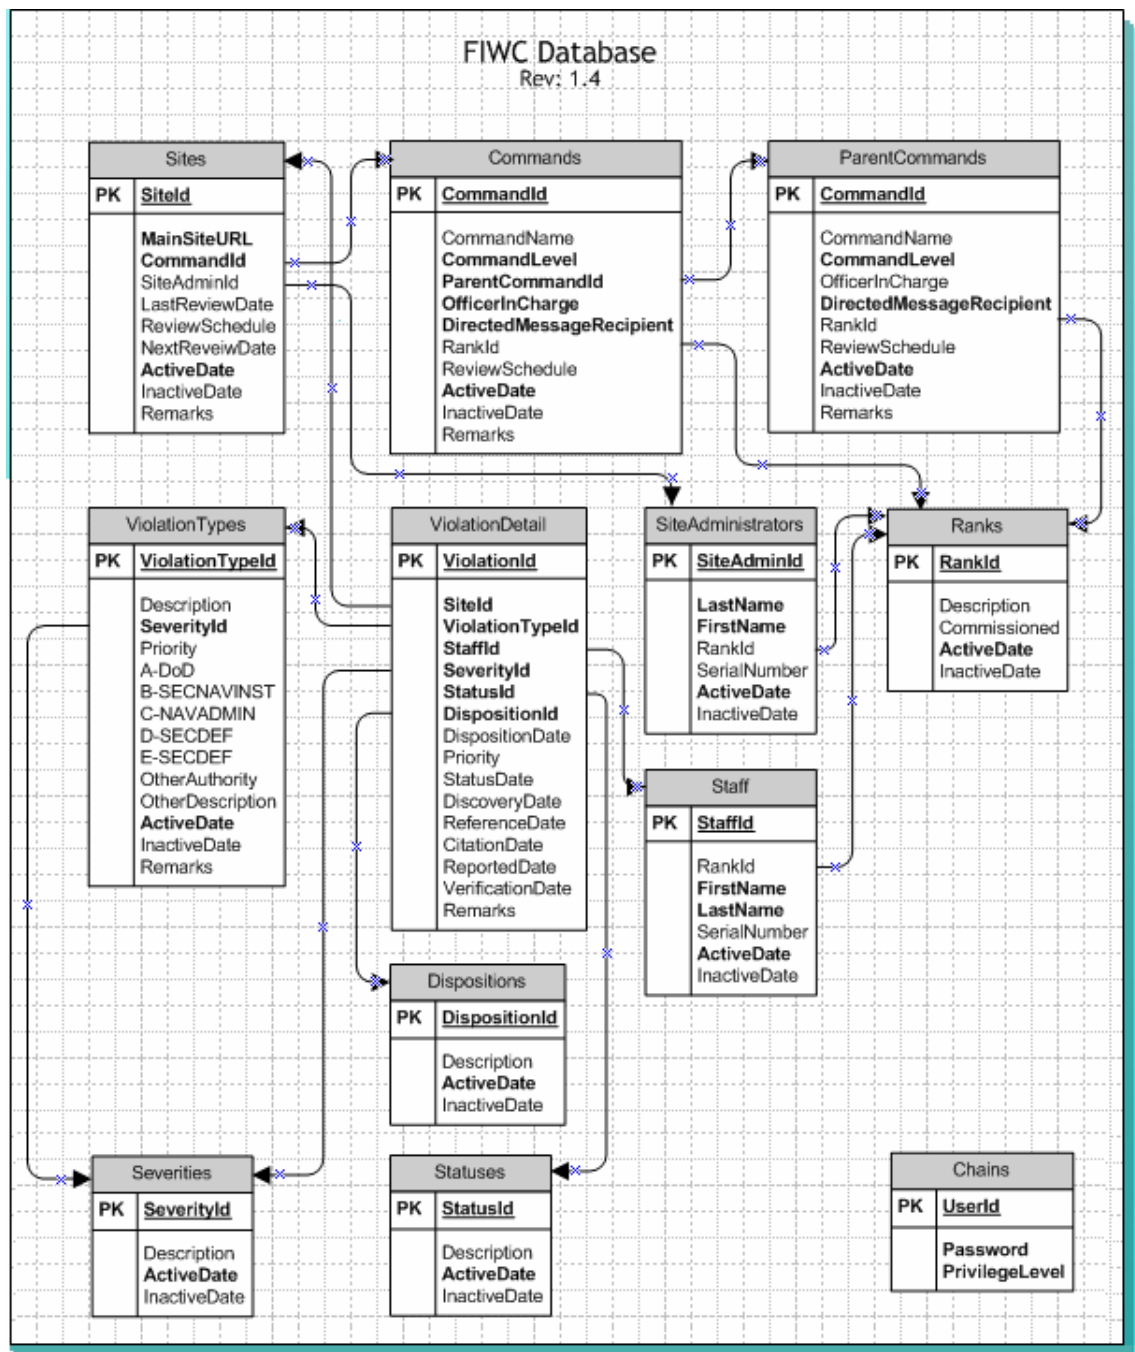 FIWC Database
Rev: 1.4
Sites
PK SiteId
MainSiteURL
CommandId
SiteAdminId
LastReviewDate
ReviewSchedule
NextReveiwDate
ActiveDate
InactiveDate
Remarks
Commands
PK CommandId
CommandName
CommandLevel
ParentCommandId
OfficerInCharge
DirectedMessageRecipient
RankId
ReviewSchedule
ActiveDate
InactiveDate
Remarks
ParentCommands
PK CommandId
CommandName
CommandLevel
OfficerInCharge
DirectedMessageRecipient
RankId
ReviewSchedule
ActiveDate
InactiveDate
Remarks
ViolationTypes
PK ViolationTypeId
Description
SeverityId
Priority
A-DoD
B-SECNAVINST
C-NAVADMIN
D-SECDEF
E-SECDEF
OtherAuthority
OtherDescription
ActiveDate
InactiveDate
Remarks
ViolationDetail
PK ViolationId
SiteId
ViolationTypeId
StaffId
SeverityId
StatusId
DispositionId
DispositionDate
Priority
StatusDate
DiscoveryDate
ReferenceDate
CitationDate
ReportedDate
VerificationDate
Remarks
SiteAdministrators
PK SiteAdminId
LastName
FirstName
RankId
SerialNumber
ActiveDate
InactiveDate
Ranks
PK RankId
Description
Commissioned
ActiveDate
InactiveDate
Staff
PK StaffId
RankId
FirstName
LastName
SerialNumber
ActiveDate
InactiveDate
Dispositions
PK DispositionId
Description
ActiveDate
InactiveDate
Severities
PK SeverityId
Description
ActiveDate
InactiveDate
Statuses
PK StatusId
Description
ActiveDate
InactiveDate
Chains
PK UserId
Password
PrivilegeLevel